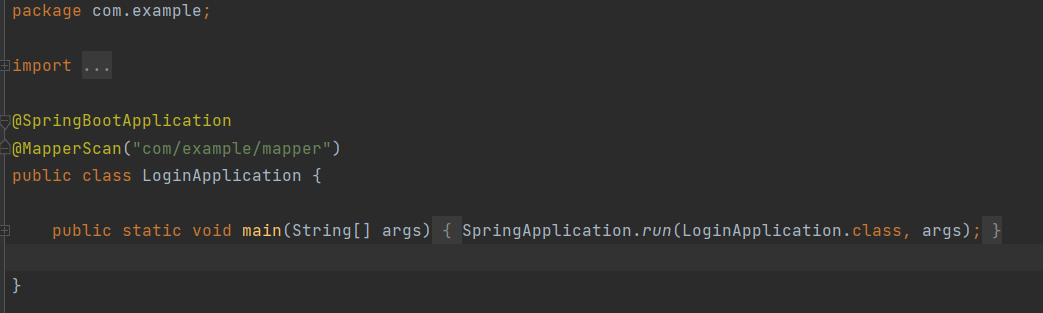 package com.example;
import ...
@SpringBootApplication
@MapperScan("com/example/mapper")
public class LoginApplication {
public static void main(String[] args) { SpringApplication.run(LoginApplication.class, args); }
}